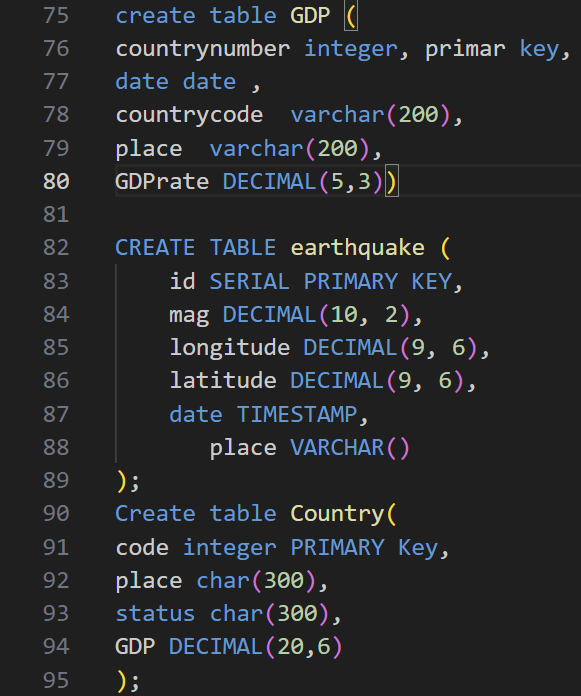 75 create table GDP (
76 countrynumber integer, primar key,
77 date date ,
78 countrycode  varchar(200),
79 place  varchar(200),
80 GDPrate DECIMAL(5,3))
81
82 CREATE TABLE earthquake (
83     id SERIAL PRIMARY KEY,
84     mag DECIMAL(10, 2),
85     longitude DECIMAL(9, 6),
86     latitude DECIMAL(9, 6),
87     date TIMESTAMP,
88        place VARCHAR()
89 );
90 Create table Country(
91 code integer PRIMARY Key,
92 place char(300),
93 status char(300),
94 GDP DECIMAL(20,6)
95 );